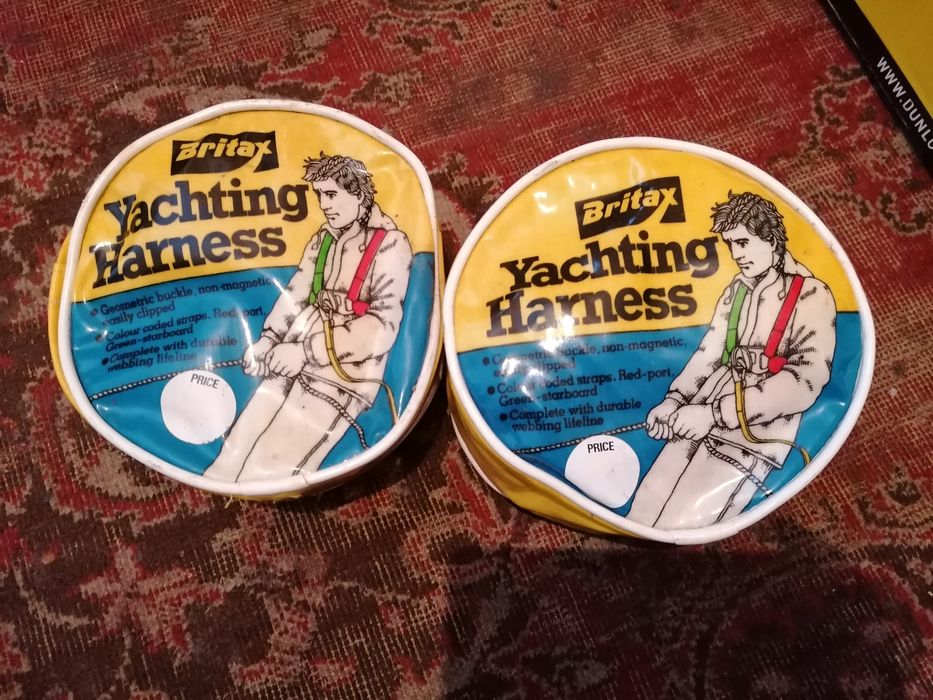 Britax
Yachting
Harness
• Geometric buckle, non-magnetic,
easily clipped
• Colour coded straps. Red-port,
Green-starboard
• Complete with durable
webbing lifeline
PRICE
Britax
Yachting
Harness
• Geometric buckle, non-magnetic,
easily clipped
• Colour coded straps. Red-port,
Green-starboard
• Complete with durable
webbing lifeline
PRICE
WWW.DUNLO